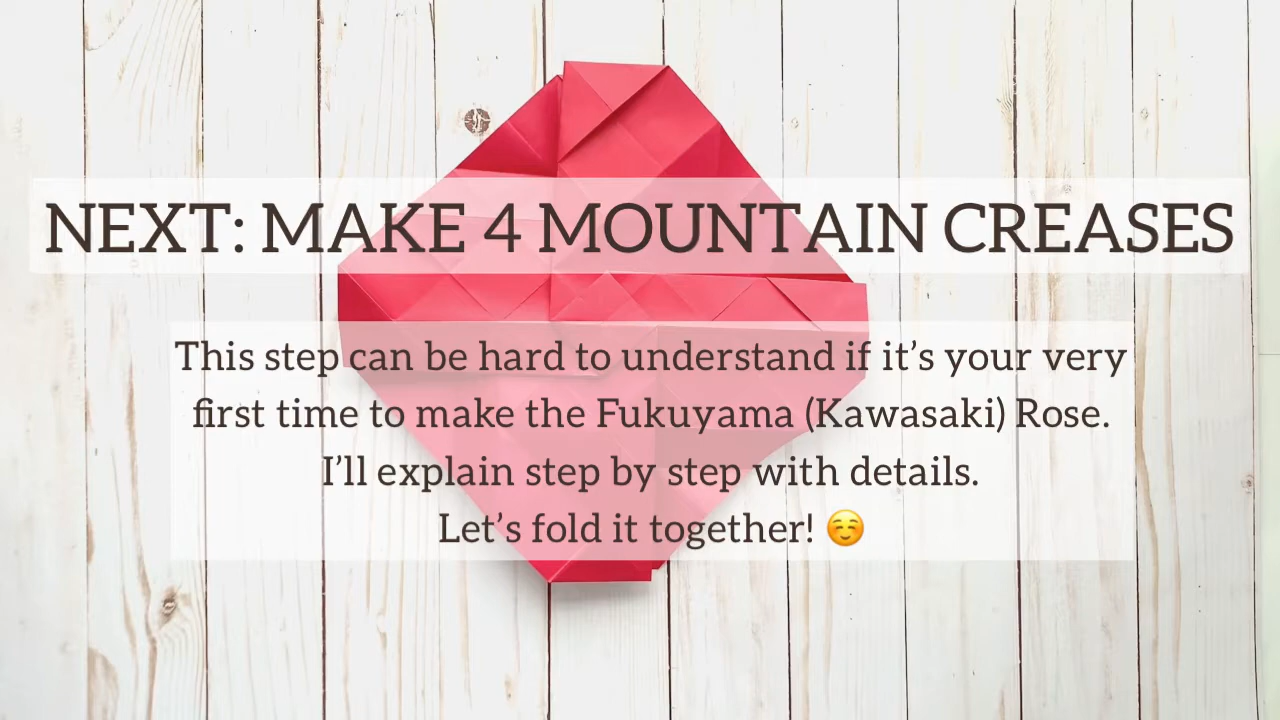 NEXT: MAKE 4 MOUNTAIN CREASES
This step can be hard to understand if it’s your very
first time to make the Fukuyama (Kawasaki) Rose.
I’ll explain step by step with details.
Let’s fold it together! ☺️